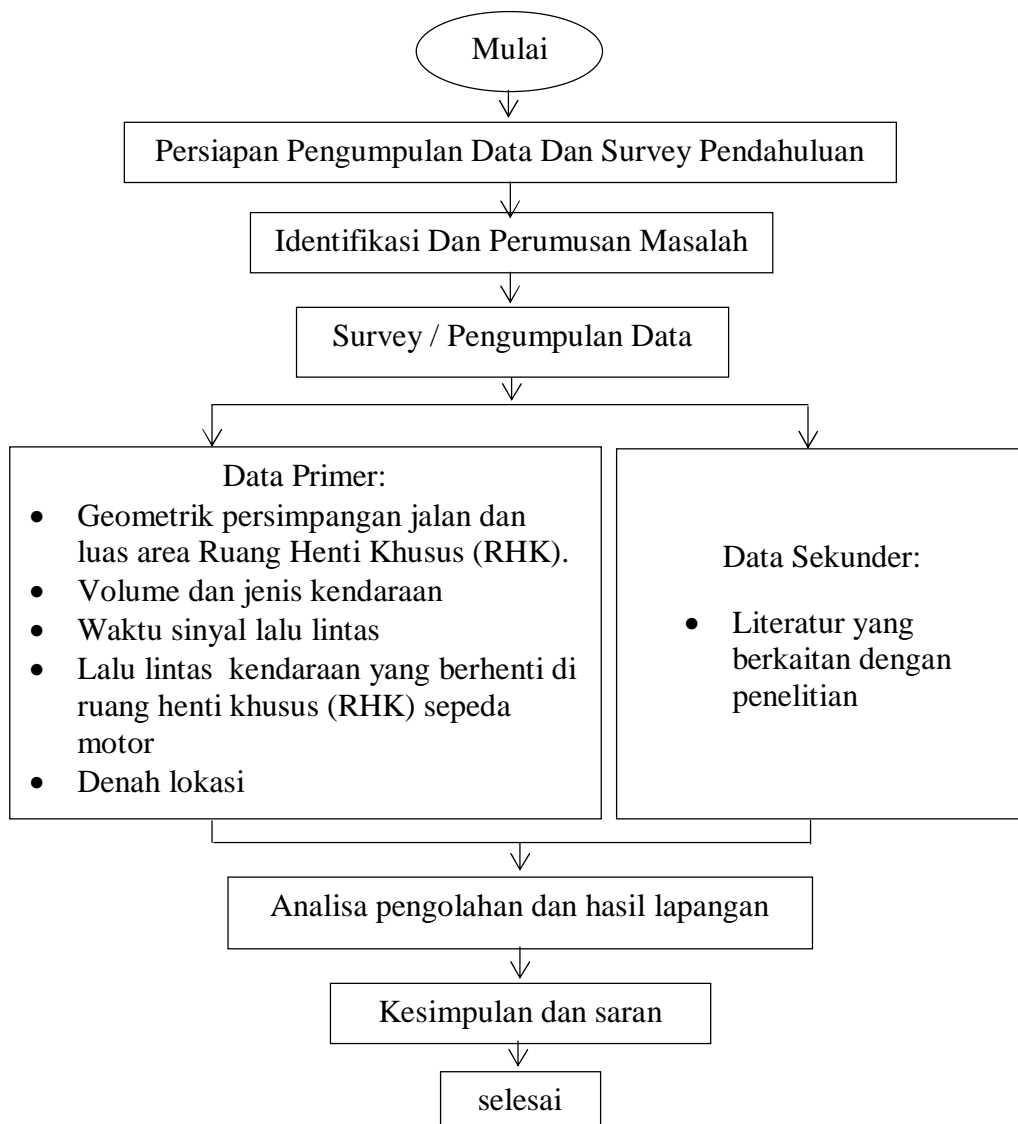 Mulai
Persiapan Pengumpulan Data Dan Survey Pendahuluan
Identifikasi Dan Perumusan Masalah
Survey / Pengumpulan Data
Data Primer:
• Geometrik persimpangan jalan dan
luas area Ruang Henti Khusus (RHK).
• Volume dan jenis kendaraan
• Waktu sinyal lalu lintas
• Lalu lintas kendaraan yang berhenti di
ruang henti khusus (RHK) sepeda
motor
• Denah lokasi
Data Sekunder:
• Literatur yang
berkaitan dengan
penelitian
Analisa pengolahan dan hasil lapangan
Kesimpulan dan saran
selesai